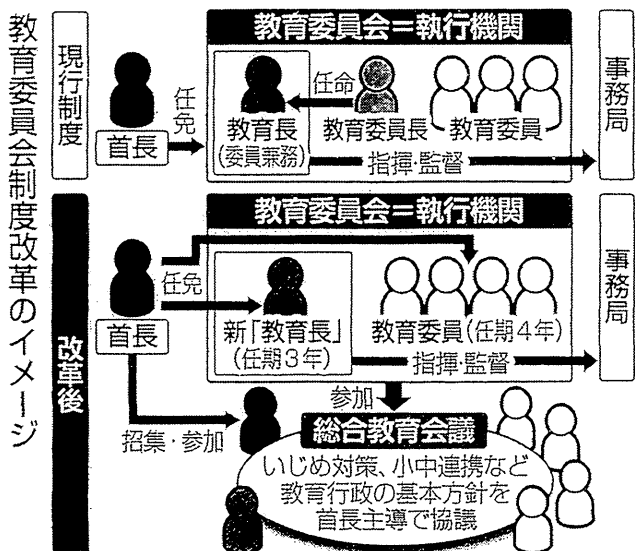 教育委員会制度改革のイメージ
現行制度
教育委員会=執行機関
首長
任免
教育長
(委員兼務)
任命
教育委員長
教育委員
指揮・監督
事務局
改革後
教育委員会=執行機関
首長
任免
新「教育長」
(任期3年)
教育委員(任期4年)
指揮・監督
事務局
招集・参加
参加
総合教育会議
いじめ対策、小中連携など
教育行政の基本方針を
首長主導で協議